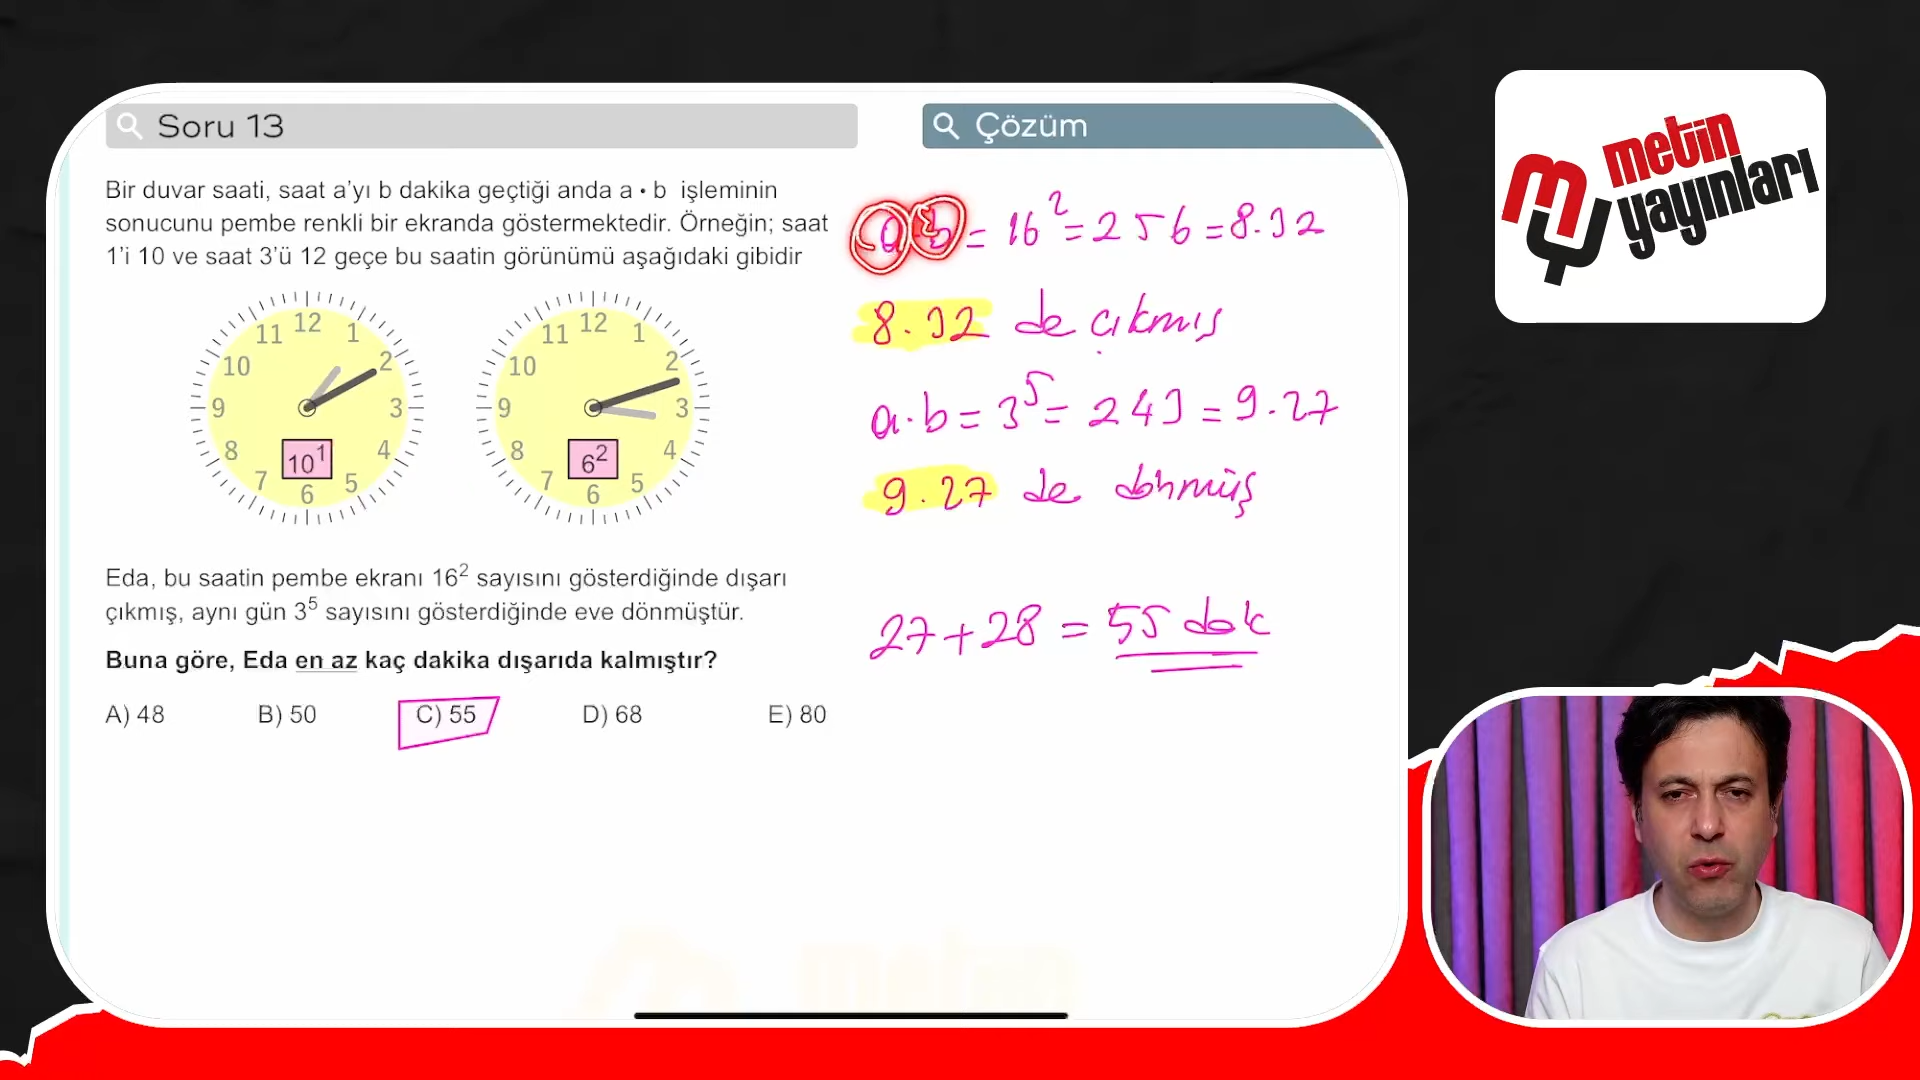 Soru 13
Bir duvar saati, saat a'yı b dakika geçtiği anda a • b işleminin
sonucunu pembe renkli bir ekranda göstermektedir. Örneğin; saat
1'i 10 ve saat 3'ü 12 geçe bu saatin görünümü aşağıdaki gibidir
12
11 1
10 2
9 3
8 4
7 5
6
10¹
12
11 1
10 2
9 3
8 4
7 5
6
6²
Eda, bu saatin pembe ekranı 16² sayısını gösterdiğinde dışarı
çıkmış, aynı gün 3⁵ sayısını gösterdiğinde eve dönmüştür.
Buna göre, Eda en az kaç dakika dışarıda kalmıştır?
A) 48 B) 50 C) 55 D) 68 E) 80
Çözüm
a.b = 16² = 256 = 8.32
8.32 de çıkmış
a.b = 3⁵ = 243 = 9.27
9.27 de dönmüş
27+28 = 55 dak
metin
yayınları